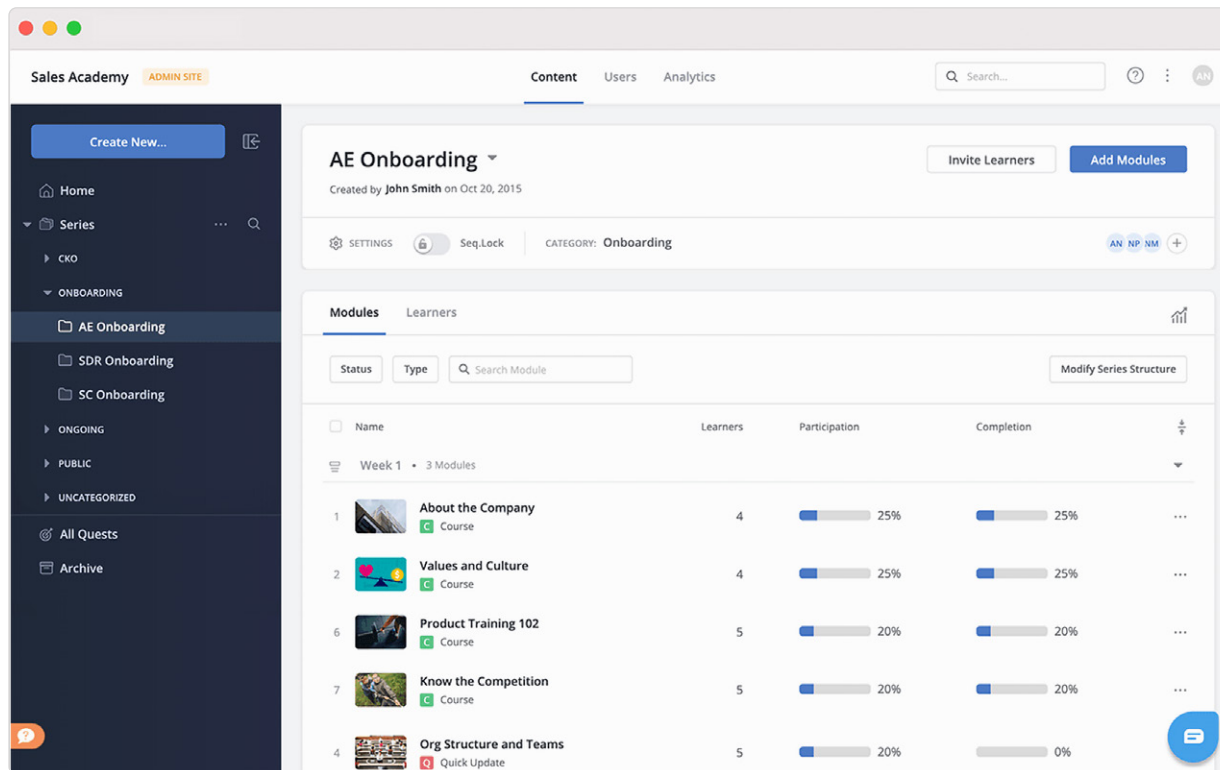 Sales Academy ADMIN SITE Content Users Analytics Search... AN
Create New...
Home
Series
CKO
ONBOARDING
AE Onboarding
SDR Onboarding
SC Onboarding
ONGOING
PUBLIC
UNCATEGORIZED
All Quests
Archive
AE Onboarding Invite Learners Add Modules
Created by John Smith on Oct 20, 2015
SETTINGS Seq.Lock CATEGORY: Onboarding AN NP NM +
Modules Learners
Status Type Search Module Modify Series Structure
Name Learners Participation Completion
Week 1 • 3 Modules
1 About the Company 4 25% 25%
C Course
2 Values and Culture 4 25% 25%
C Course
6 Product Training 102 5 20% 20%
C Course
7 Know the Competition 5 20% 20%
C Course
4 Org Structure and Teams 5 20% 0%
Q Quick Update